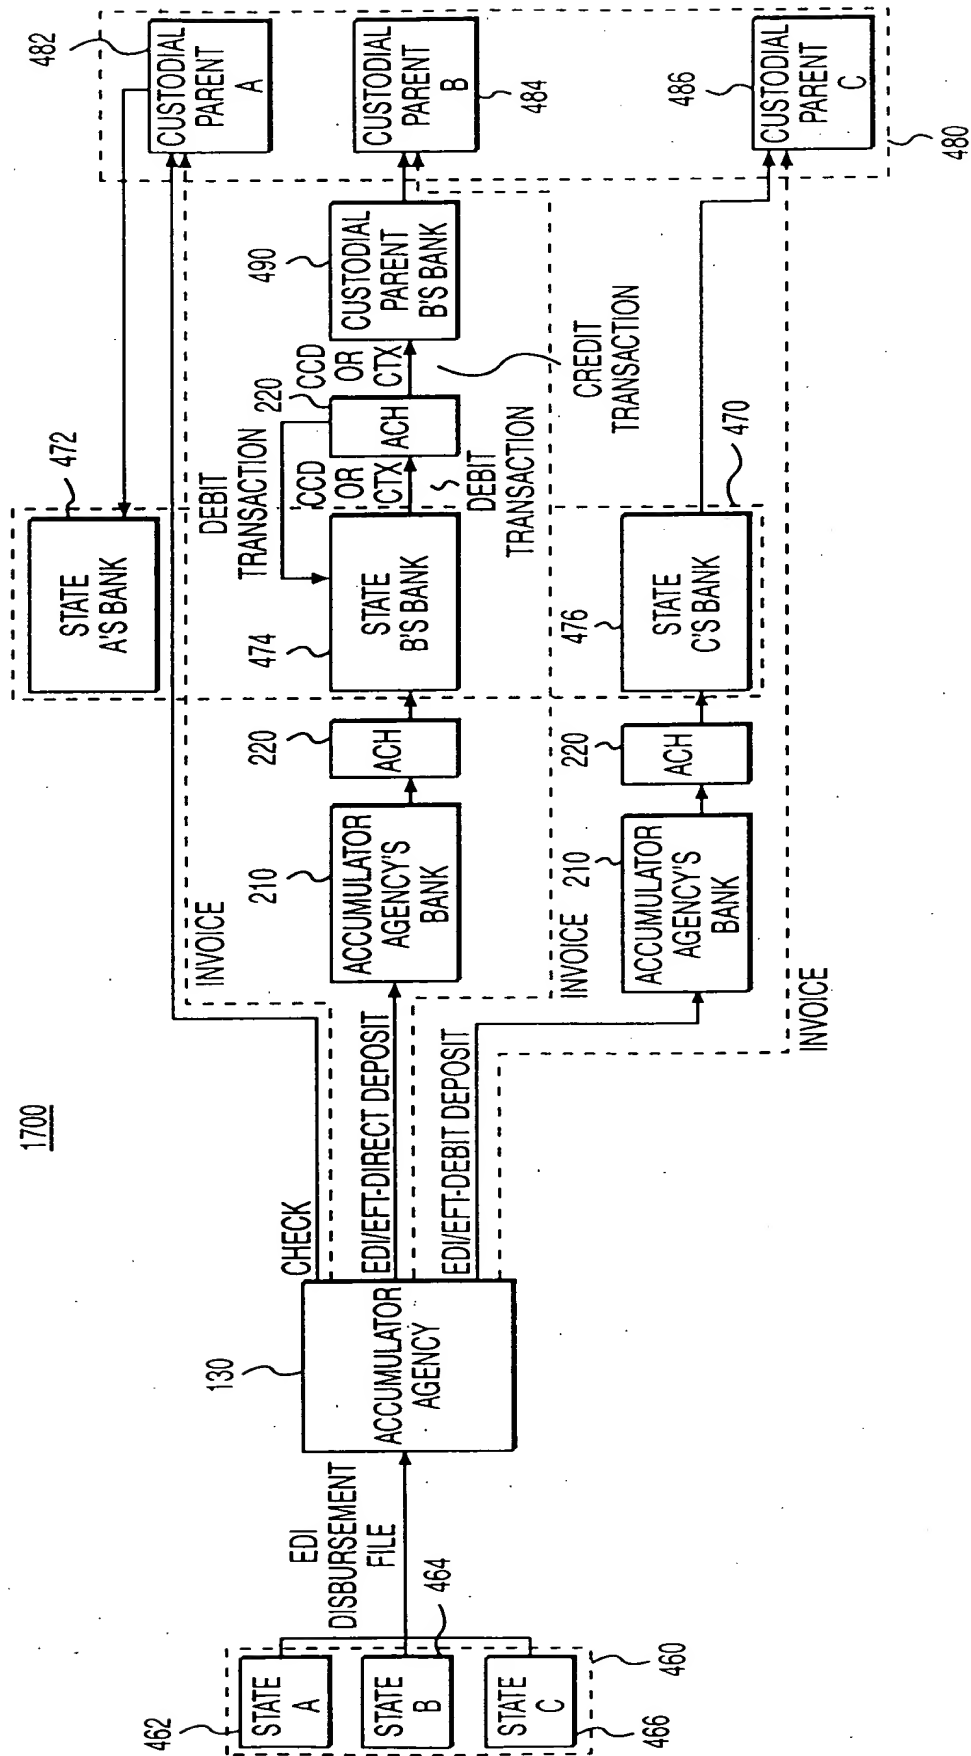 1700
462
STATE
A
STATE
B
464
STATE
C
466
460
EDI
DISBURSEMENT
FILE
130
ACCUMULATOR
AGENCY
CHECK
EDI/EFT-DIRECT DEPOSIT
EDI/EFT-DEBIT DEPOSIT
INVOICE
INVOICE
INVOICE
210
ACCUMULATOR
AGENCY'S
BANK
220
ACH
210
ACCUMULATOR
AGENCY'S
BANK
220
ACH
472
STATE
A'S BANK
474
STATE
B'S BANK
476
STATE
C'S BANK
470
DEBIT
TRANSACTION
CCD
OR
CTX
DEBIT
TRANSACTION
220
ACH
CCD
OR
CTX
CREDIT
TRANSACTION
490
CUSTODIAL
PARENT
B'S BANK
482
CUSTODIAL
PARENT
A
CUSTODIAL
PARENT
B
484
486
CUSTODIAL
PARENT
C
480